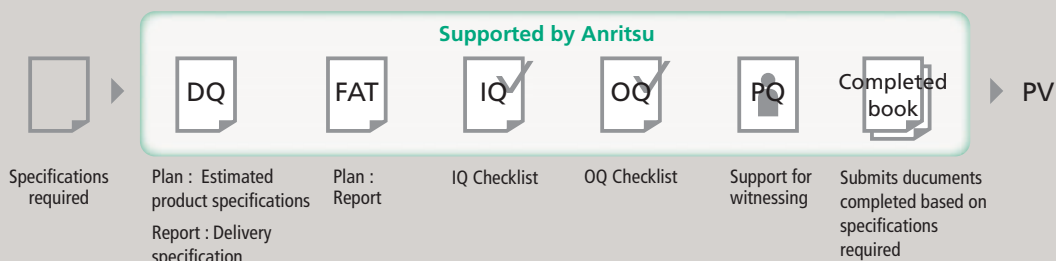 Supported by Anritsu
DQ
FAT
IQ
OQ
PQ
Completed
book
PV
Specifications
required
Plan : Estimated
product specifications
Report : Delivery
specification
Plan :
Report
IQ Checklist
OQ Checklist
Support for
witnessing
Submits ducuments
completed based on
specifications
required